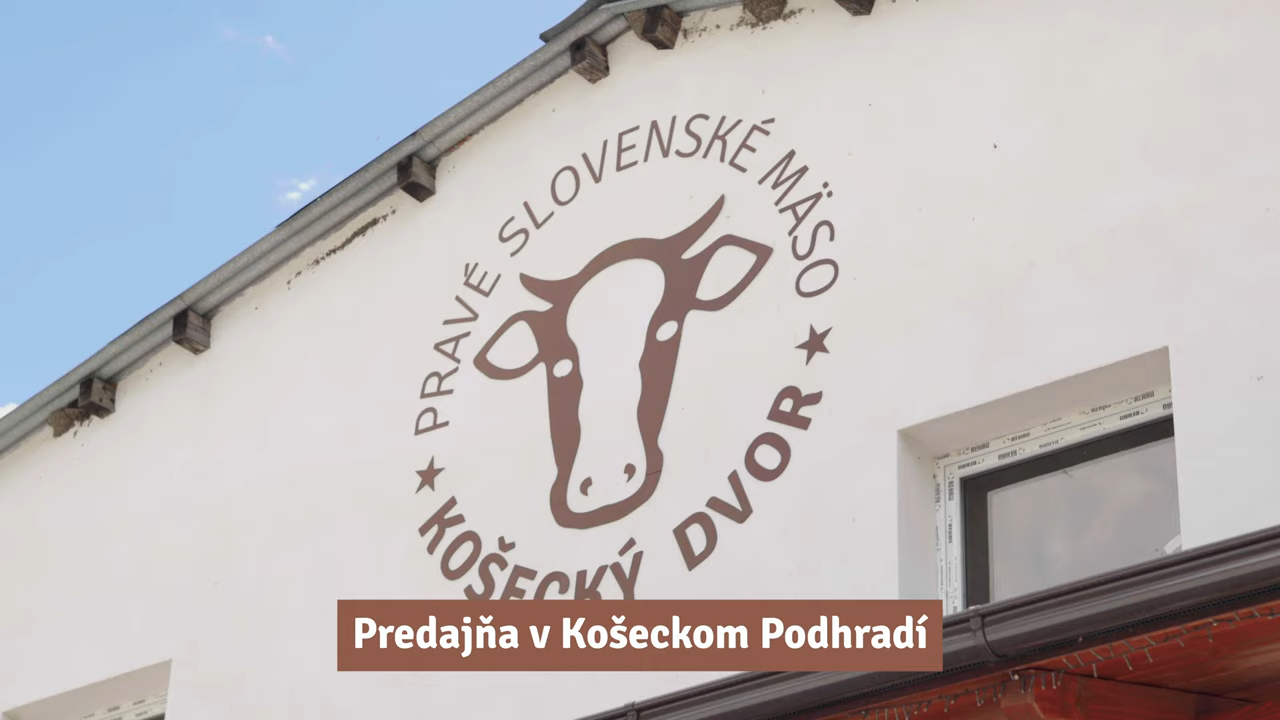 PRAVÉ SLOVENSKÉ MÄSO
KOŠECKÝ DVOR
Predajňa v Košeckom Podhradí